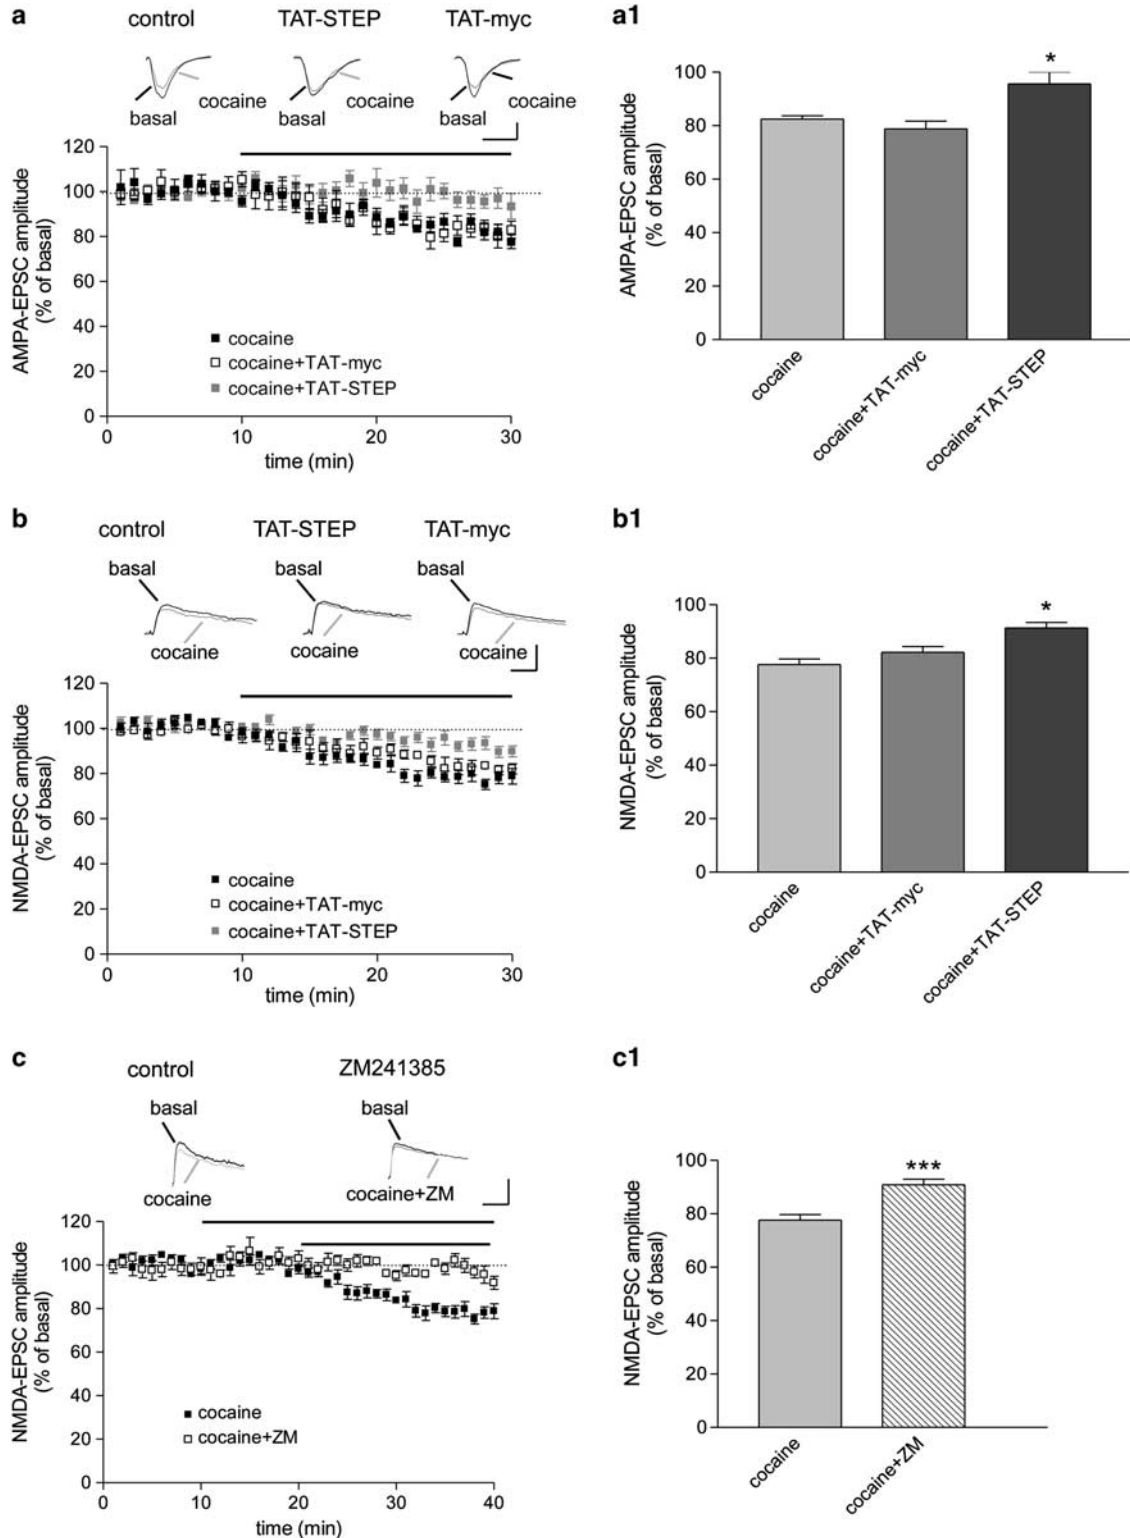 a
control TAT-STEP TAT-myc
basal cocaine basal cocaine basal cocaine
AMPA-EPSC amplitude
(% of basal)
120
100
80
60
40
20
0
cocaine
cocaine+TAT-myc
cocaine+TAT-STEP
0 10 20 30
time (min)
a1
*
AMPA-EPSC amplitude
(% of basal)
100
80
60
40
20
0
cocaine
cocaine+TAT-myc
cocaine+TAT-STEP
b
control TAT-STEP TAT-myc
basal basal basal
cocaine cocaine cocaine
NMDA-EPSC amplitude
(% of basal)
120
100
80
60
40
20
0
cocaine
cocaine+TAT-myc
cocaine+TAT-STEP
0 10 20 30
time (min)
b1
*
NMDA-EPSC amplitude
(% of basal)
100
80
60
40
20
0
cocaine
cocaine+TAT-myc
cocaine+TAT-STEP
c
control ZM241385
basal basal
cocaine cocaine+ZM
NMDA-EPSC amplitude
(% of basal)
120
100
80
60
40
20
0
cocaine
cocaine+ZM
0 10 20 30 40
time (min)
c1
***
NMDA-EPSC amplitude
(% of basal)
100
80
60
40
20
0
cocaine
cocaine+ZM